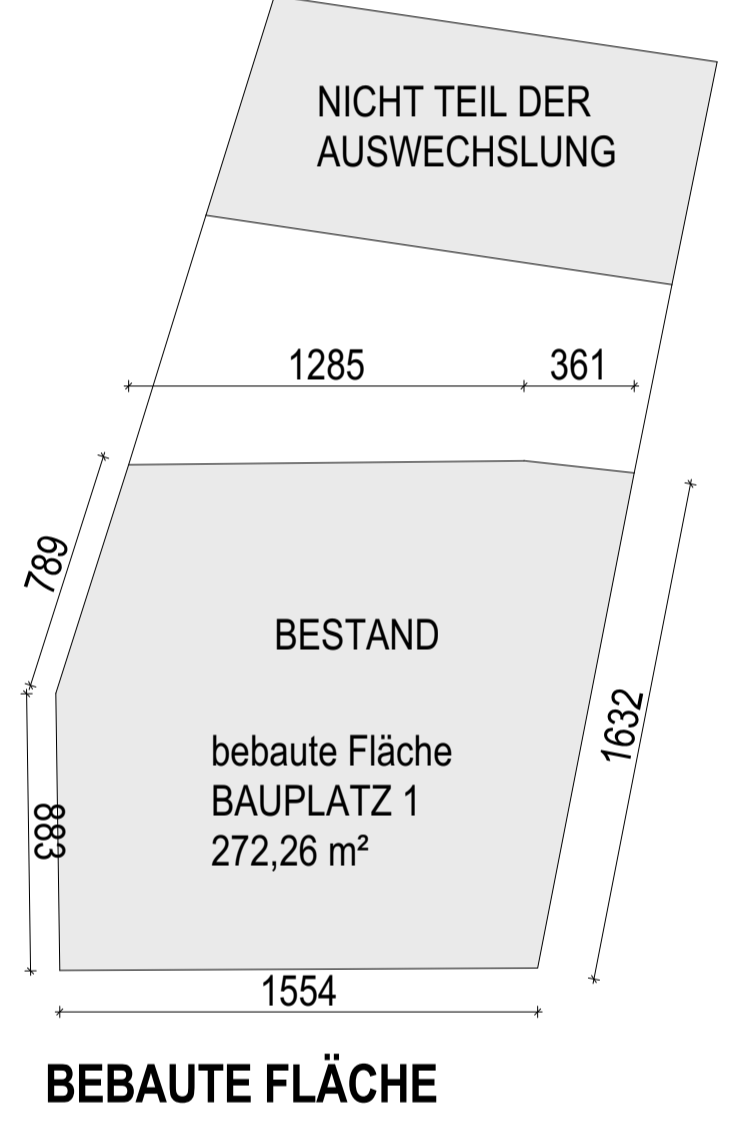 NICHT TEIL DER
AUSWECHSLUNG
1285
361
789
BESTAND
1632
bebaute Fläche
BAUPLATZ 1
272,26 m²
883
1554
BEBAUTE FLÄCHE